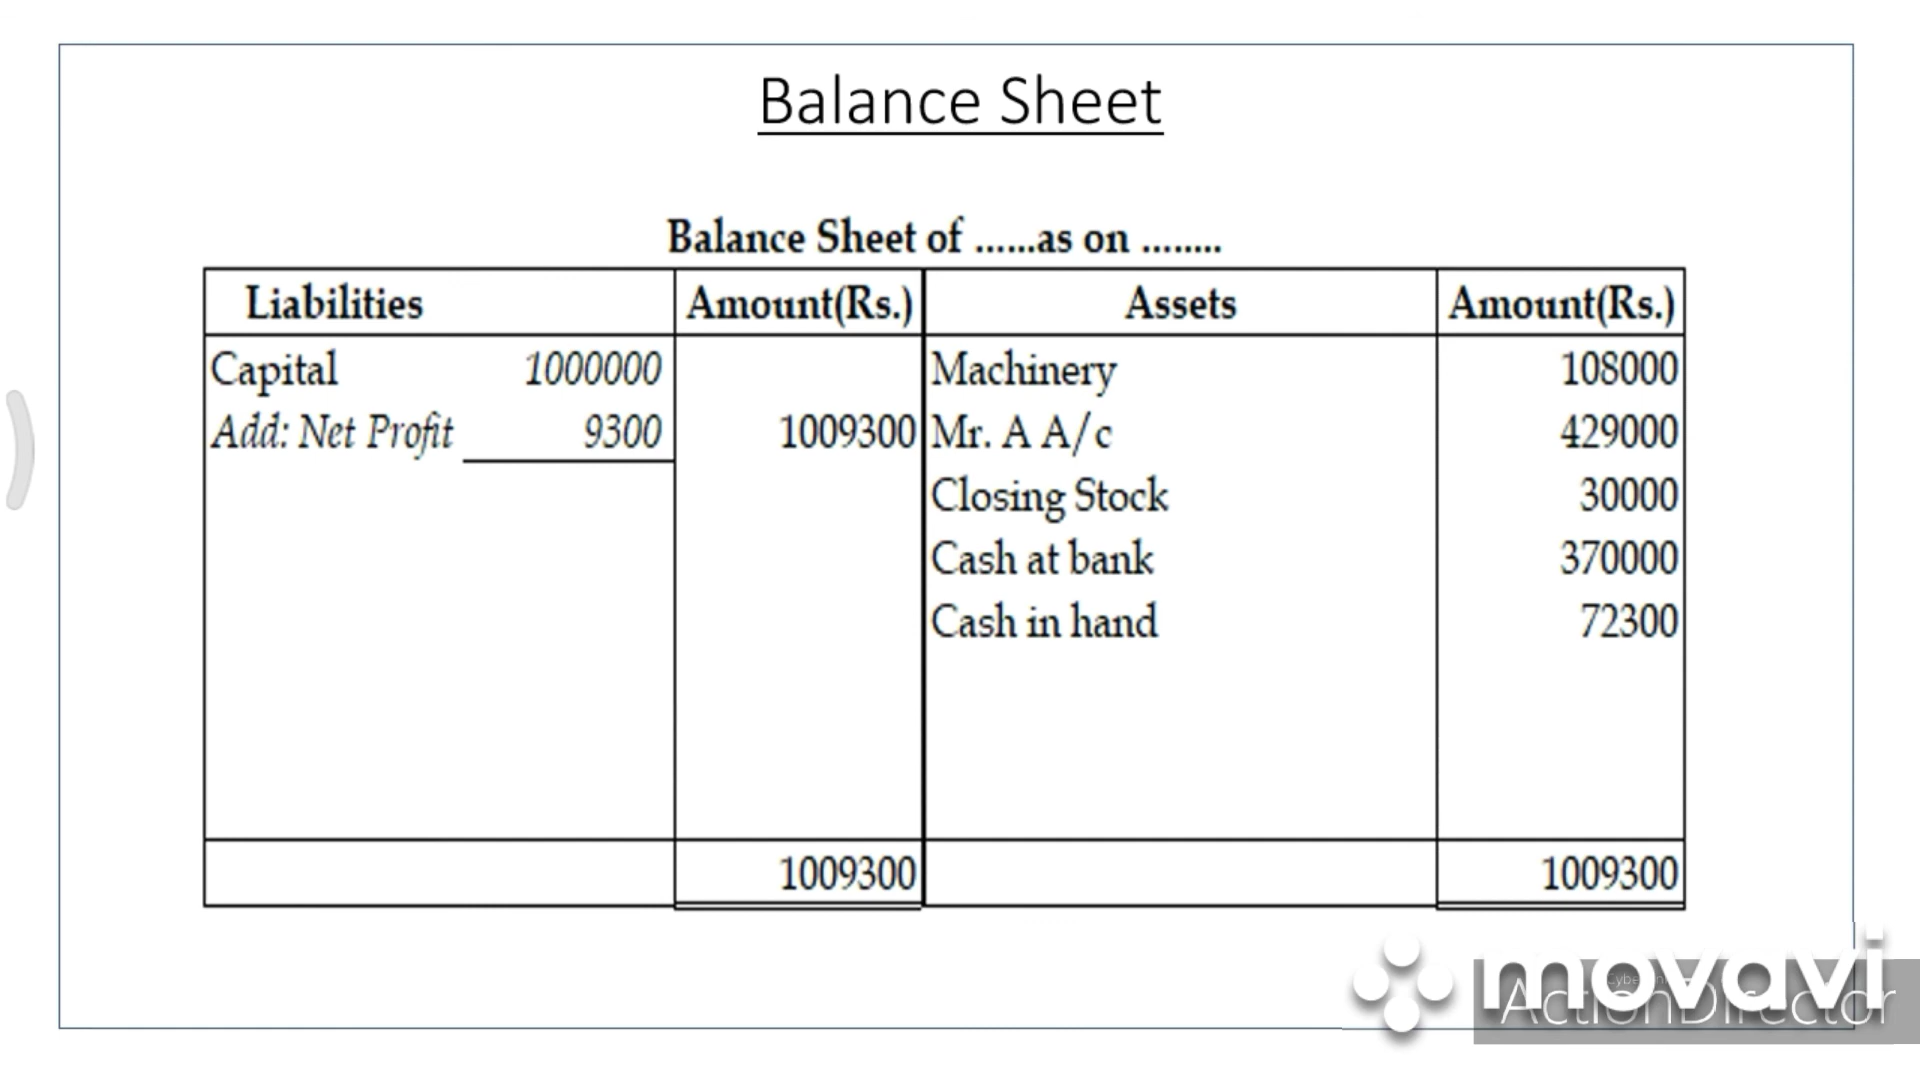 Balance Sheet
Balance Sheet of ......as on ........
Liabilities Amount(Rs.) Assets Amount(Rs.)
Capital 1000000 Machinery 108000
Add: Net Profit 9300 1009300 Mr. A A/c 429000
Closing Stock 30000
Cash at bank 370000
Cash in hand 72300
1009300 1009300
movavi
ActionDirector